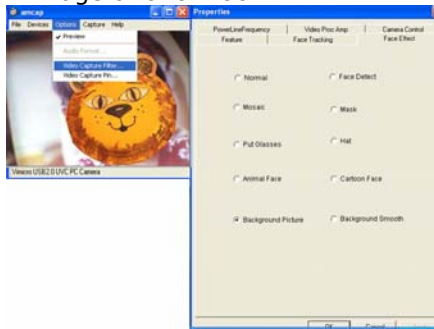 amcap
File Devices Options Capture Help
Preview
Audio Format...
Video Capture Filter...
Video Capture Pin...
Vimicro USB2.0 UVC PC Camera
Properties
PowerLineFrequency Video Proc Amp Camera Control
Feature Face Tracking Face Effect
Normal Face Detect
Mosaic Mask
Put Glasses Hat
Animal Face Cartoon Face
Background Picture Background Smooth
OK Cancel